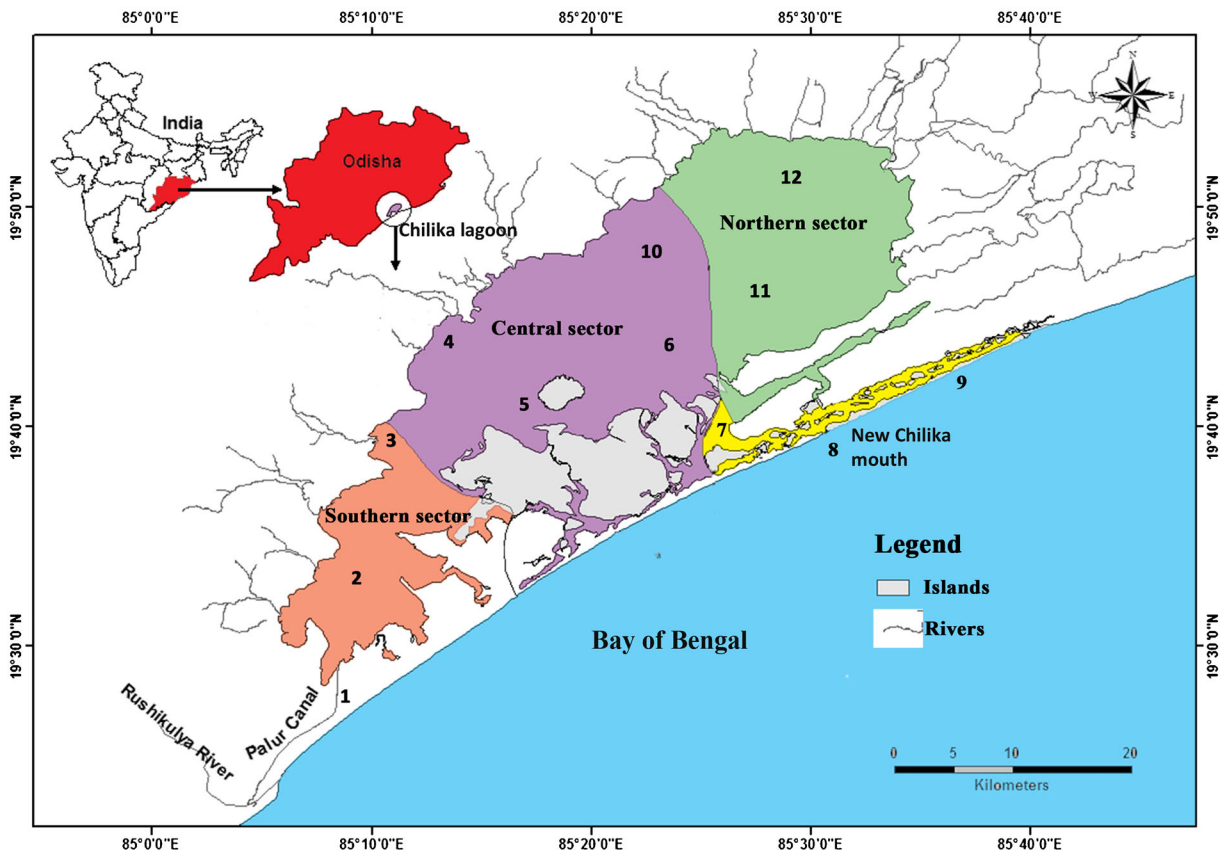 85°0'0"E 85°10'0"E 85°20'0"E 85°30'0"E 85°40'0"E
N
W E
S
India
Odisha
Chilika lagoon
19°50'0"N
19°50'0"N
12
Northern sector
10
11
Central sector
4
6
5
9
19°40'0"N
19°40'0"N
3
7
8
New Chilika
mouth
Southern sector
2
Legend
Islands
Rivers
Bay of Bengal
19°30'0"N
19°30'0"N
1
Palur Canal
Rushikulya River
0 5 10 20
Kilometers
85°0'0"E 85°10'0"E 85°20'0"E 85°30'0"E 85°40'0"E